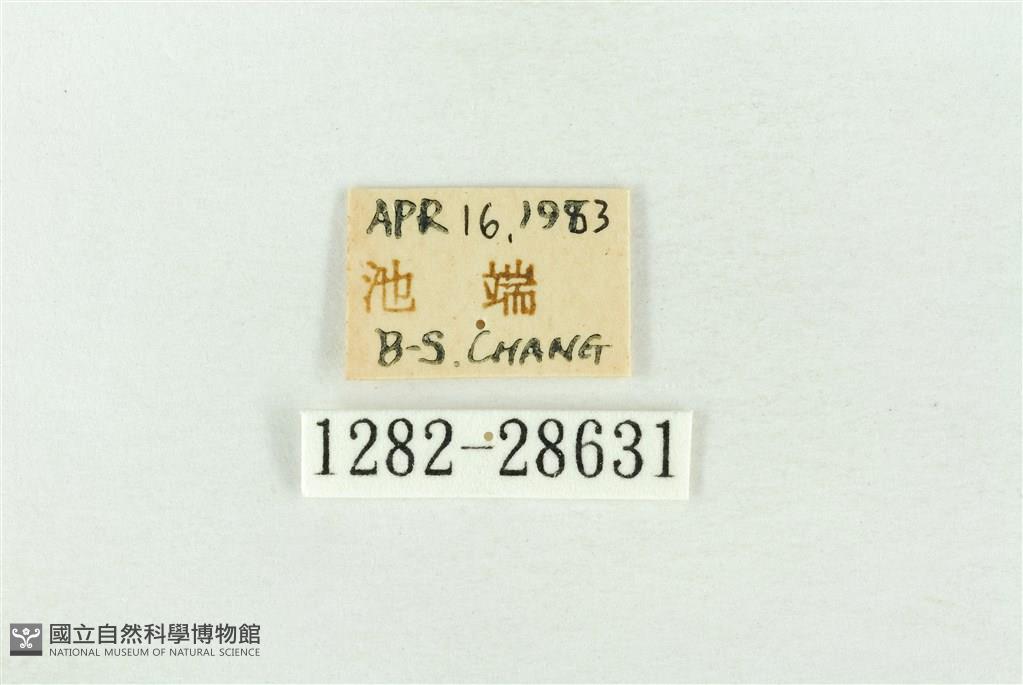 APR 16, 1983
池 端
B-S. CHANG
1282-28631
國立自然科學博物館
NATIONAL MUSEUM OF NATURAL SCIENCE